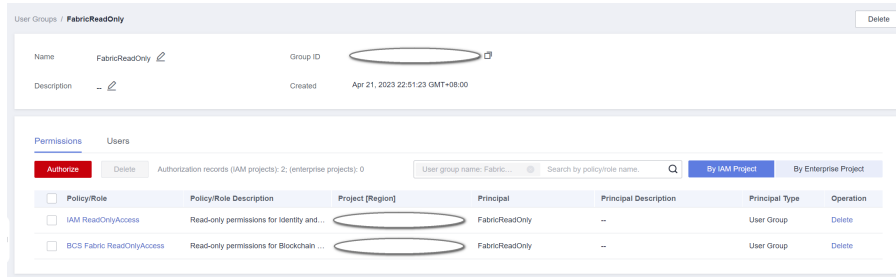 User Groups / FabricReadOnly
Delete
Name FabricReadOnly Group ID
Description -- Created Apr 21, 2023 22:51:23 GMT+08:00
Permissions Users
Authorize Delete Authorization records (IAM projects): 2; (enterprise projects): 0 User group name: Fabric... Search by policy/role name. By IAM Project By Enterprise Project
Policy/Role Policy/Role Description Project [Region] Principal Principal Description Principal Type Operation
IAM ReadOnlyAccess Read-only permissions for Identity and... FabricReadOnly -- User Group Delete
BCS Fabric ReadOnlyAccess Read-only permissions for Blockchain ... FabricReadOnly -- User Group Delete